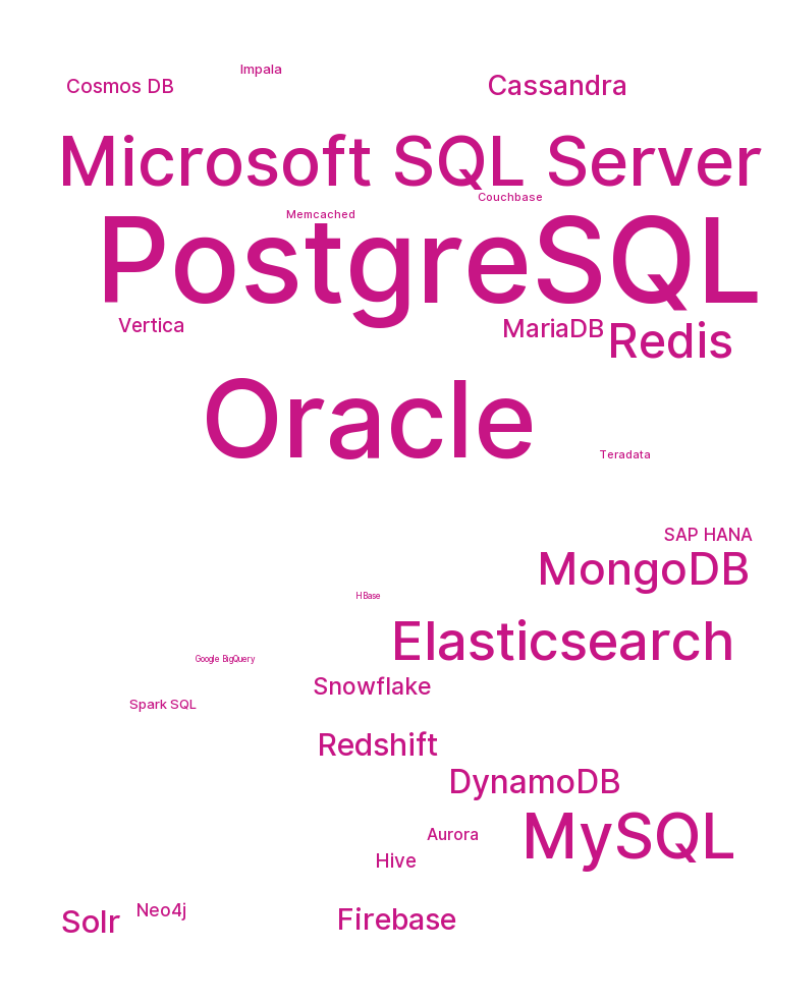 Impala
Cosmos DB
Cassandra
Microsoft SQL Server
Couchbase
Memcached
PostgreSQL
Vertica
MariaDB
Redis
Oracle
Teradata
SAP HANA
MongoDB
HBase
Elasticsearch
Google BigQuery
Snowflake
Spark SQL
Redshift
DynamoDB
Aurora
MySQL
Hive
Neo4j
Solr
Firebase